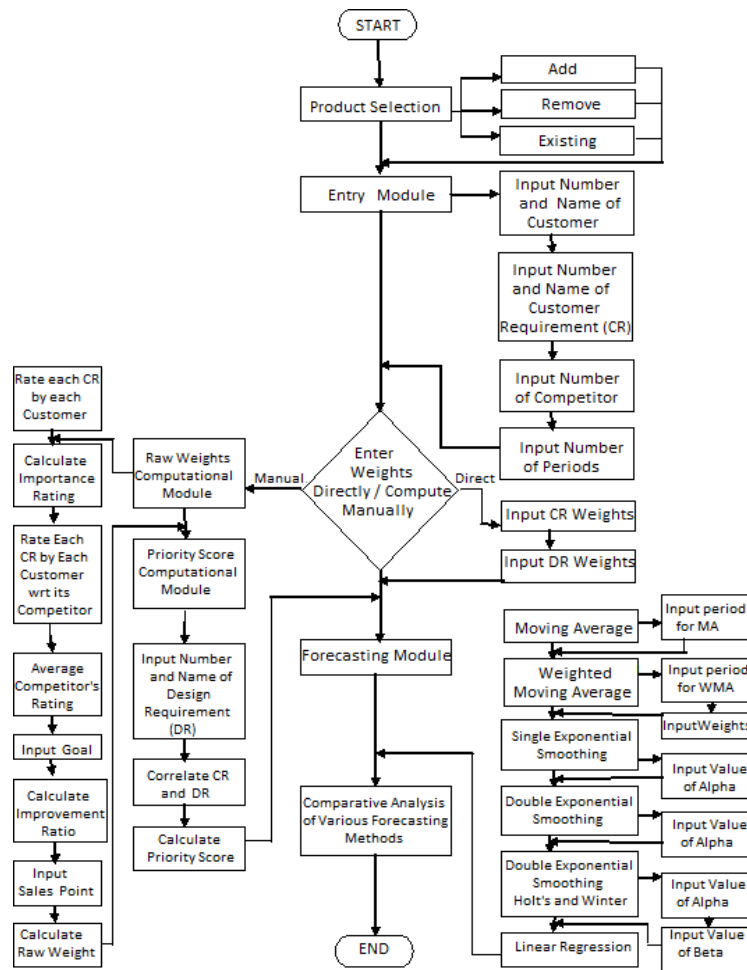 START
Product Selection
Add
Remove
Existing
Entry Module
Input Number
and Name of
Customer
Input Number
and Name of
Customer
Requirement (CR)
Input Number
of Competitor
Input Number
of Periods
Enter
Weights
Directly / Compute
Manually
Manual
Direct
Raw Weights
Computational
Module
Rate each CR
by each
Customer
Calculate
Importance
Rating
Rate Each
CR by Each
Customer
wrt its
Competitor
Average
Competitor's
Rating
Input Goal
Calculate
Improvement
Ratio
Input
Sales Point
Calculate
Raw Weight
Priority Score
Computational
Module
Input Number
and Name of
Design
Requirement
(DR)
Correlate CR
and DR
Calculate
Priority Score
Input CR Weights
Input DR Weights
Forecasting Module
Moving Average
Input period
for MA
Weighted
Moving Average
Input period
for WMA
InputWeights
Single Exponential
Smoothing
Input Value
of Alpha
Double Exponential
Smoothing
Input Value
of Alpha
Double Exponential
Smoothing
Holt's and Winter
Input Value
of Alpha
Input Value
of Beta
Linear Regression
Comparative Analysis
of Various Forecasting
Methods
END